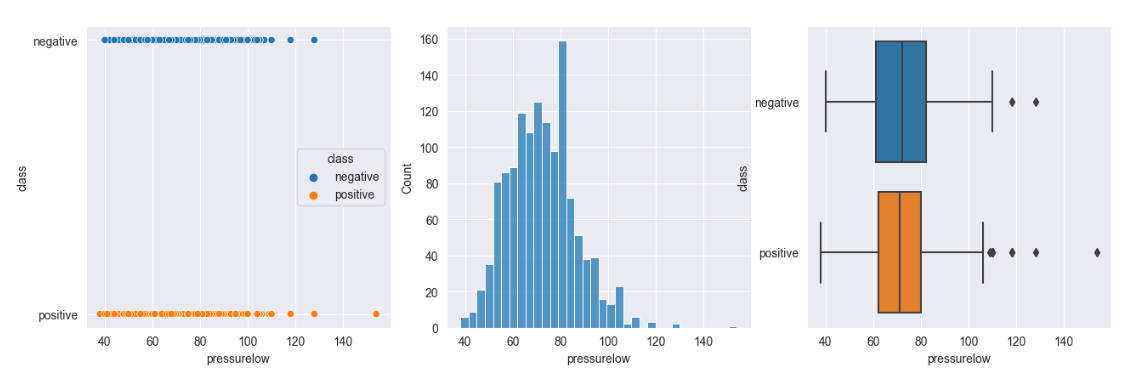 negative
positive
class
40 60 80 100 120 140
pressurelow
class
negative
positive
160
140
120
100
80
60
40
20
0
Count
40 60 80 100 120 140
pressurelow
negative
positive
class
40 60 80 100 120 140
pressurelow